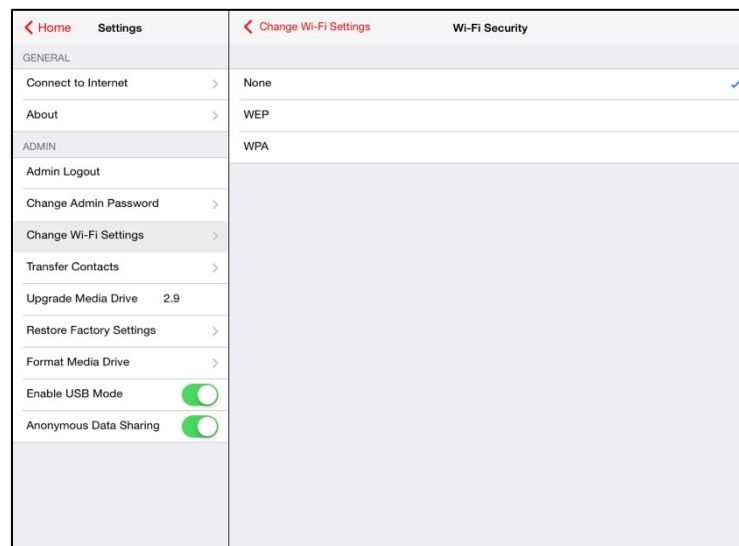 Home Settings
GENERAL
Connect to Internet
About
ADMIN
Admin Logout
Change Admin Password
Change Wi-Fi Settings
Transfer Contacts
Upgrade Media Drive 2.9
Restore Factory Settings
Format Media Drive
Enable USB Mode
Anonymous Data Sharing
Change Wi-Fi Settings Wi-Fi Security
None
WEP
WPA